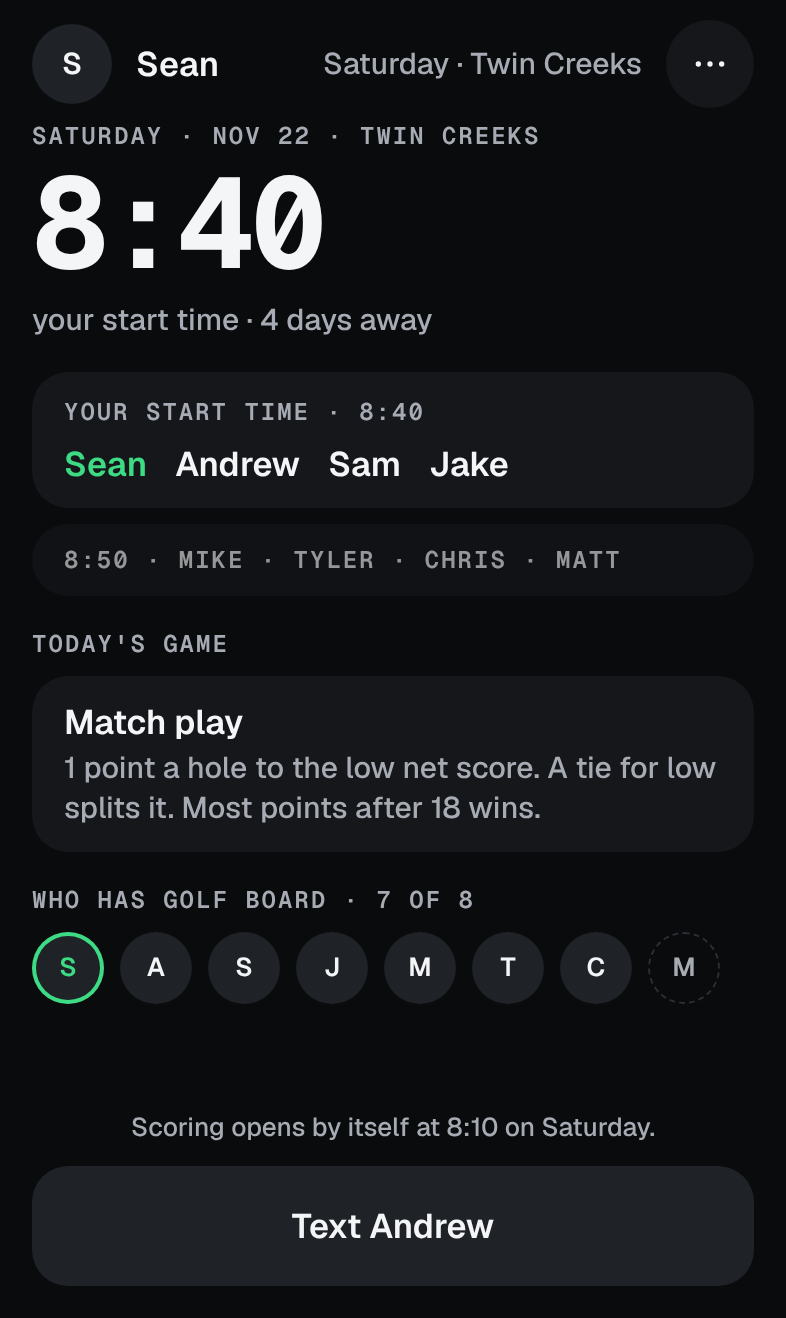 S Sean Saturday · Twin Creeks ···
SATURDAY · NOV 22 · TWIN CREEKS
8:40
your start time · 4 days away
YOUR START TIME · 8:40
Sean Andrew Sam Jake
8:50 · MIKE · TYLER · CHRIS · MATT
TODAY'S GAME
Match play
1 point a hole to the low net score. A tie for low
splits it. Most points after 18 wins.
WHO HAS GOLF BOARD · 7 OF 8
S A S J M T C M
Scoring opens by itself at 8:10 on Saturday.
Text Andrew